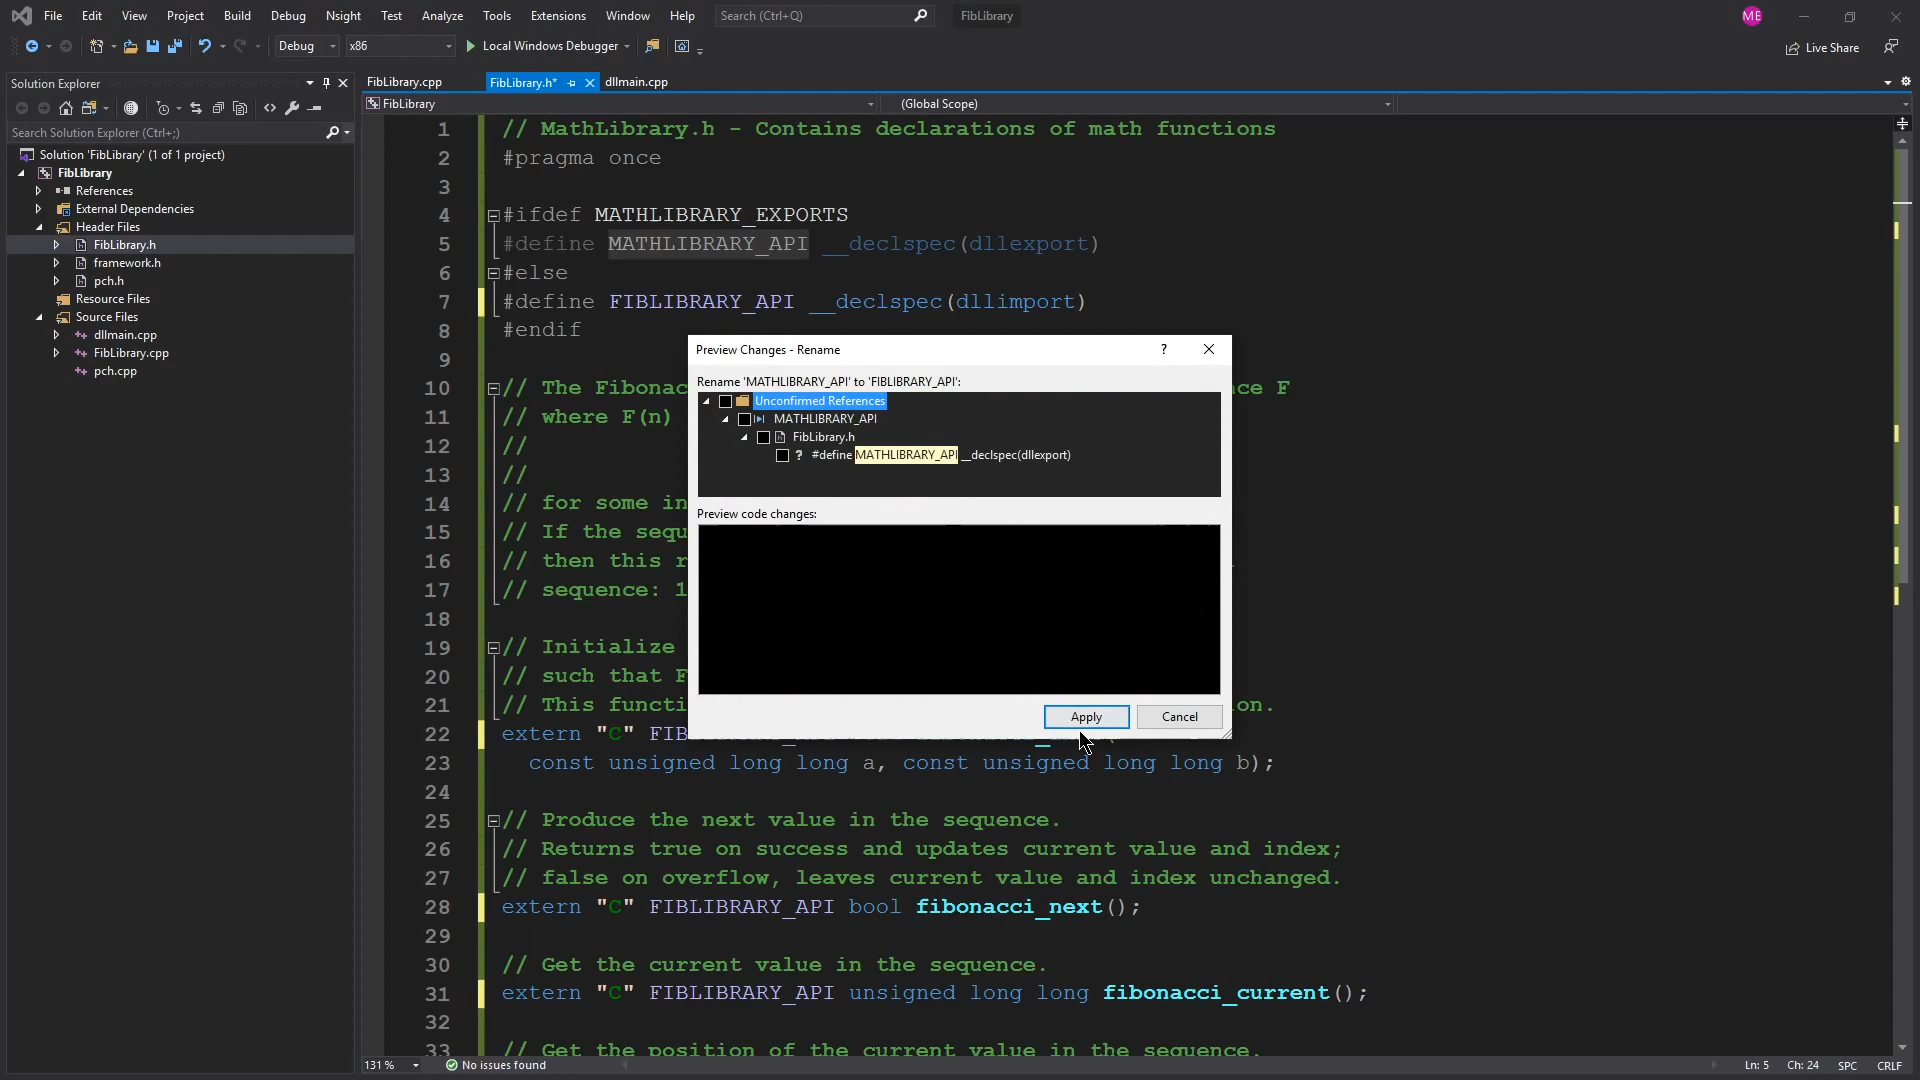 File Edit View Project Build Debug Nsight Test Analyze Tools Extensions Window Help Search (Ctrl+Q) FibLibrary ME
Debug x86 Local Windows Debugger Live Share
Solution Explorer
Search Solution Explorer (Ctrl+;)
Solution 'FibLibrary' (1 of 1 project)
FibLibrary
References
External Dependencies
Header Files
FibLibrary.h
framework.h
pch.h
Resource Files
Source Files
dllmain.cpp
FibLibrary.cpp
pch.cpp
FibLibrary.cpp FibLibrary.h* dllmain.cpp
FibLibrary (Global Scope)
1 // MathLibrary.h - Contains declarations of math functions
2 #pragma once
3
4 #ifdef MATHLIBRARY_EXPORTS
5 #define MATHLIBRARY_API __declspec(dllexport)
6 #else
7 #define FIBLIBRARY_API __declspec(dllimport)
8 #endif
9
10 // The Fibonac ce F
11 // where F(n)
12 //
13 //
14 // for some in
15 // If the sequ
16 // then this r
17 // sequence: 1
18
19 // Initialize
20 // such that F
21 // This functi on.
22 extern "C" FIB
23 const unsigned long long a, const unsigned long long b);
24
25 // Produce the next value in the sequence.
26 // Returns true on success and updates current value and index;
27 // false on overflow, leaves current value and index unchanged.
28 extern "C" FIBLIBRARY_API bool fibonacci_next();
29
30 // Get the current value in the sequence.
31 extern "C" FIBLIBRARY_API unsigned long long fibonacci_current();
32
33 // Get the position of the current value in the sequence.
Preview Changes - Rename ?
Rename 'MATHLIBRARY_API' to 'FIBLIBRARY_API':
Unconfirmed References
MATHLIBRARY_API
FibLibrary.h
? #define MATHLIBRARY_API __declspec(dllexport)
Preview code changes:
Apply Cancel
131 % No issues found Ln: 5 Ch: 24 SPC CRLF